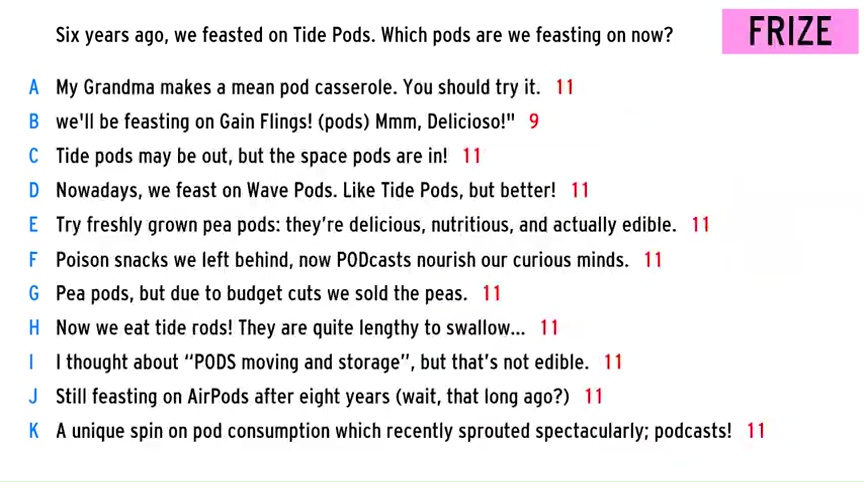 Six years ago, we feasted on Tide Pods. Which pods are we feasting on now?
FRIZE
A My Grandma makes a mean pod casserole. You should try it. 11
B we'll be feasting on Gain Flings! (pods) Mmm, Delicioso!" 9
C Tide pods may be out, but the space pods are in! 11
D Nowadays, we feast on Wave Pods. Like Tide Pods, but better! 11
E Try freshly grown pea pods: they’re delicious, nutritious, and actually edible. 11
F Poison snacks we left behind, now PODcasts nourish our curious minds. 11
G Pea pods, but due to budget cuts we sold the peas. 11
H Now we eat tide rods! They are quite lengthy to swallow... 11
I I thought about “PODS moving and storage”, but that’s not edible. 11
J Still feasting on AirPods after eight years (wait, that long ago?) 11
K A unique spin on pod consumption which recently sprouted spectacularly; podcasts! 11